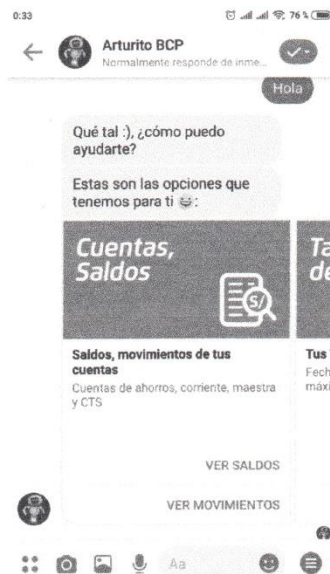 0:33
76 %
Arturito BCP
Normalmente responde de inme...
Hola
Qué tal :), ¿cómo puedo
ayudarte?
Estas son las opciones que
tenemos para ti 😄:
Cuentas,
Saldos
S/
Ta
de
Saldos, movimientos de tus
cuentas
Cuentas de ahorros, corriente, maestra
y CTS
Tus
Fech
máxi
VER SALDOS
VER MOVIMIENTOS
Aa